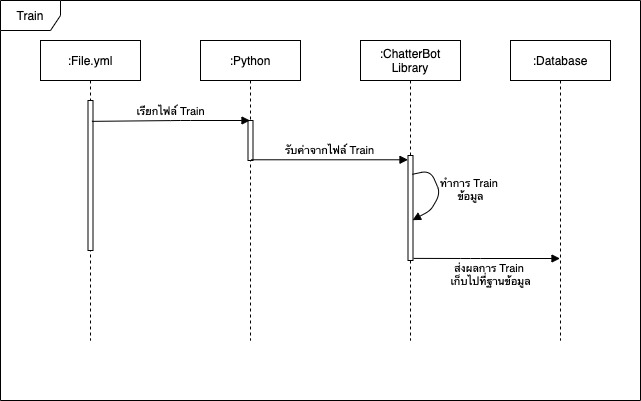 Train
:File.yml
:Python
:ChatterBot
Library
:Database
เรียกไฟล์ Train
รับค่าจากไฟล์ Train
ทำการ Train
ข้อมูล
ส่งผลการ Train
เก็บไปที่ฐานข้อมูล